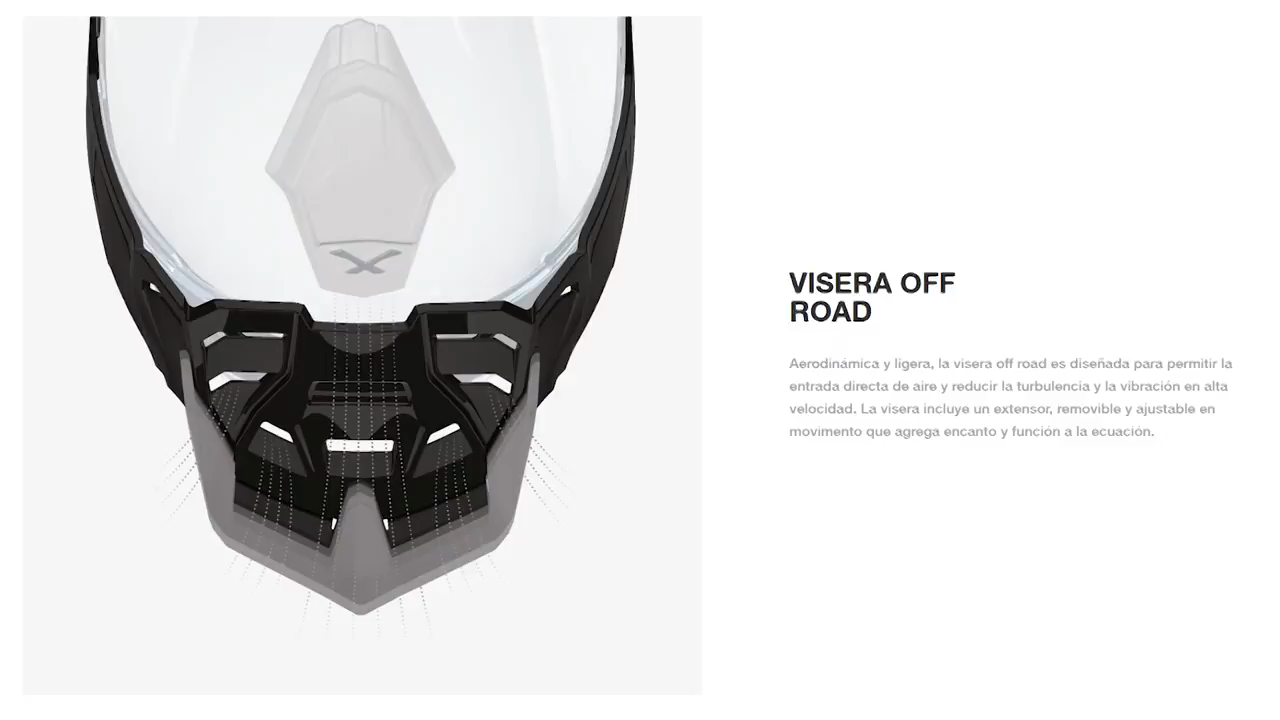 VISERA OFF
ROAD
Aerodinámica y ligera, la visera off road es diseñada para permitir la
entrada directa de aire y reducir la turbulencia y la vibración en alta
velocidad. La visera incluye un extensor, removible y ajustable en
movimento que agrega encanto y función a la ecuación.